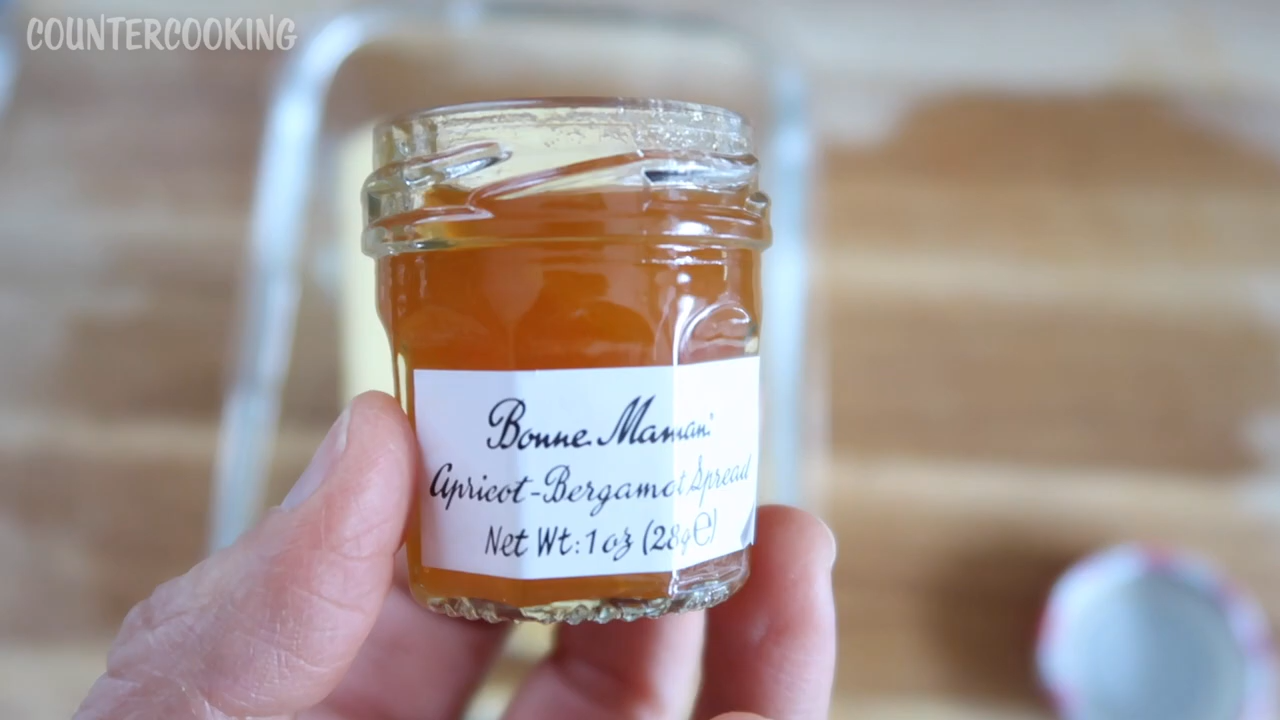 COUNTERCOOKING
Bonne Maman
Apricot-Bergamot Spread
Net Wt: 1 oz (28g℮)